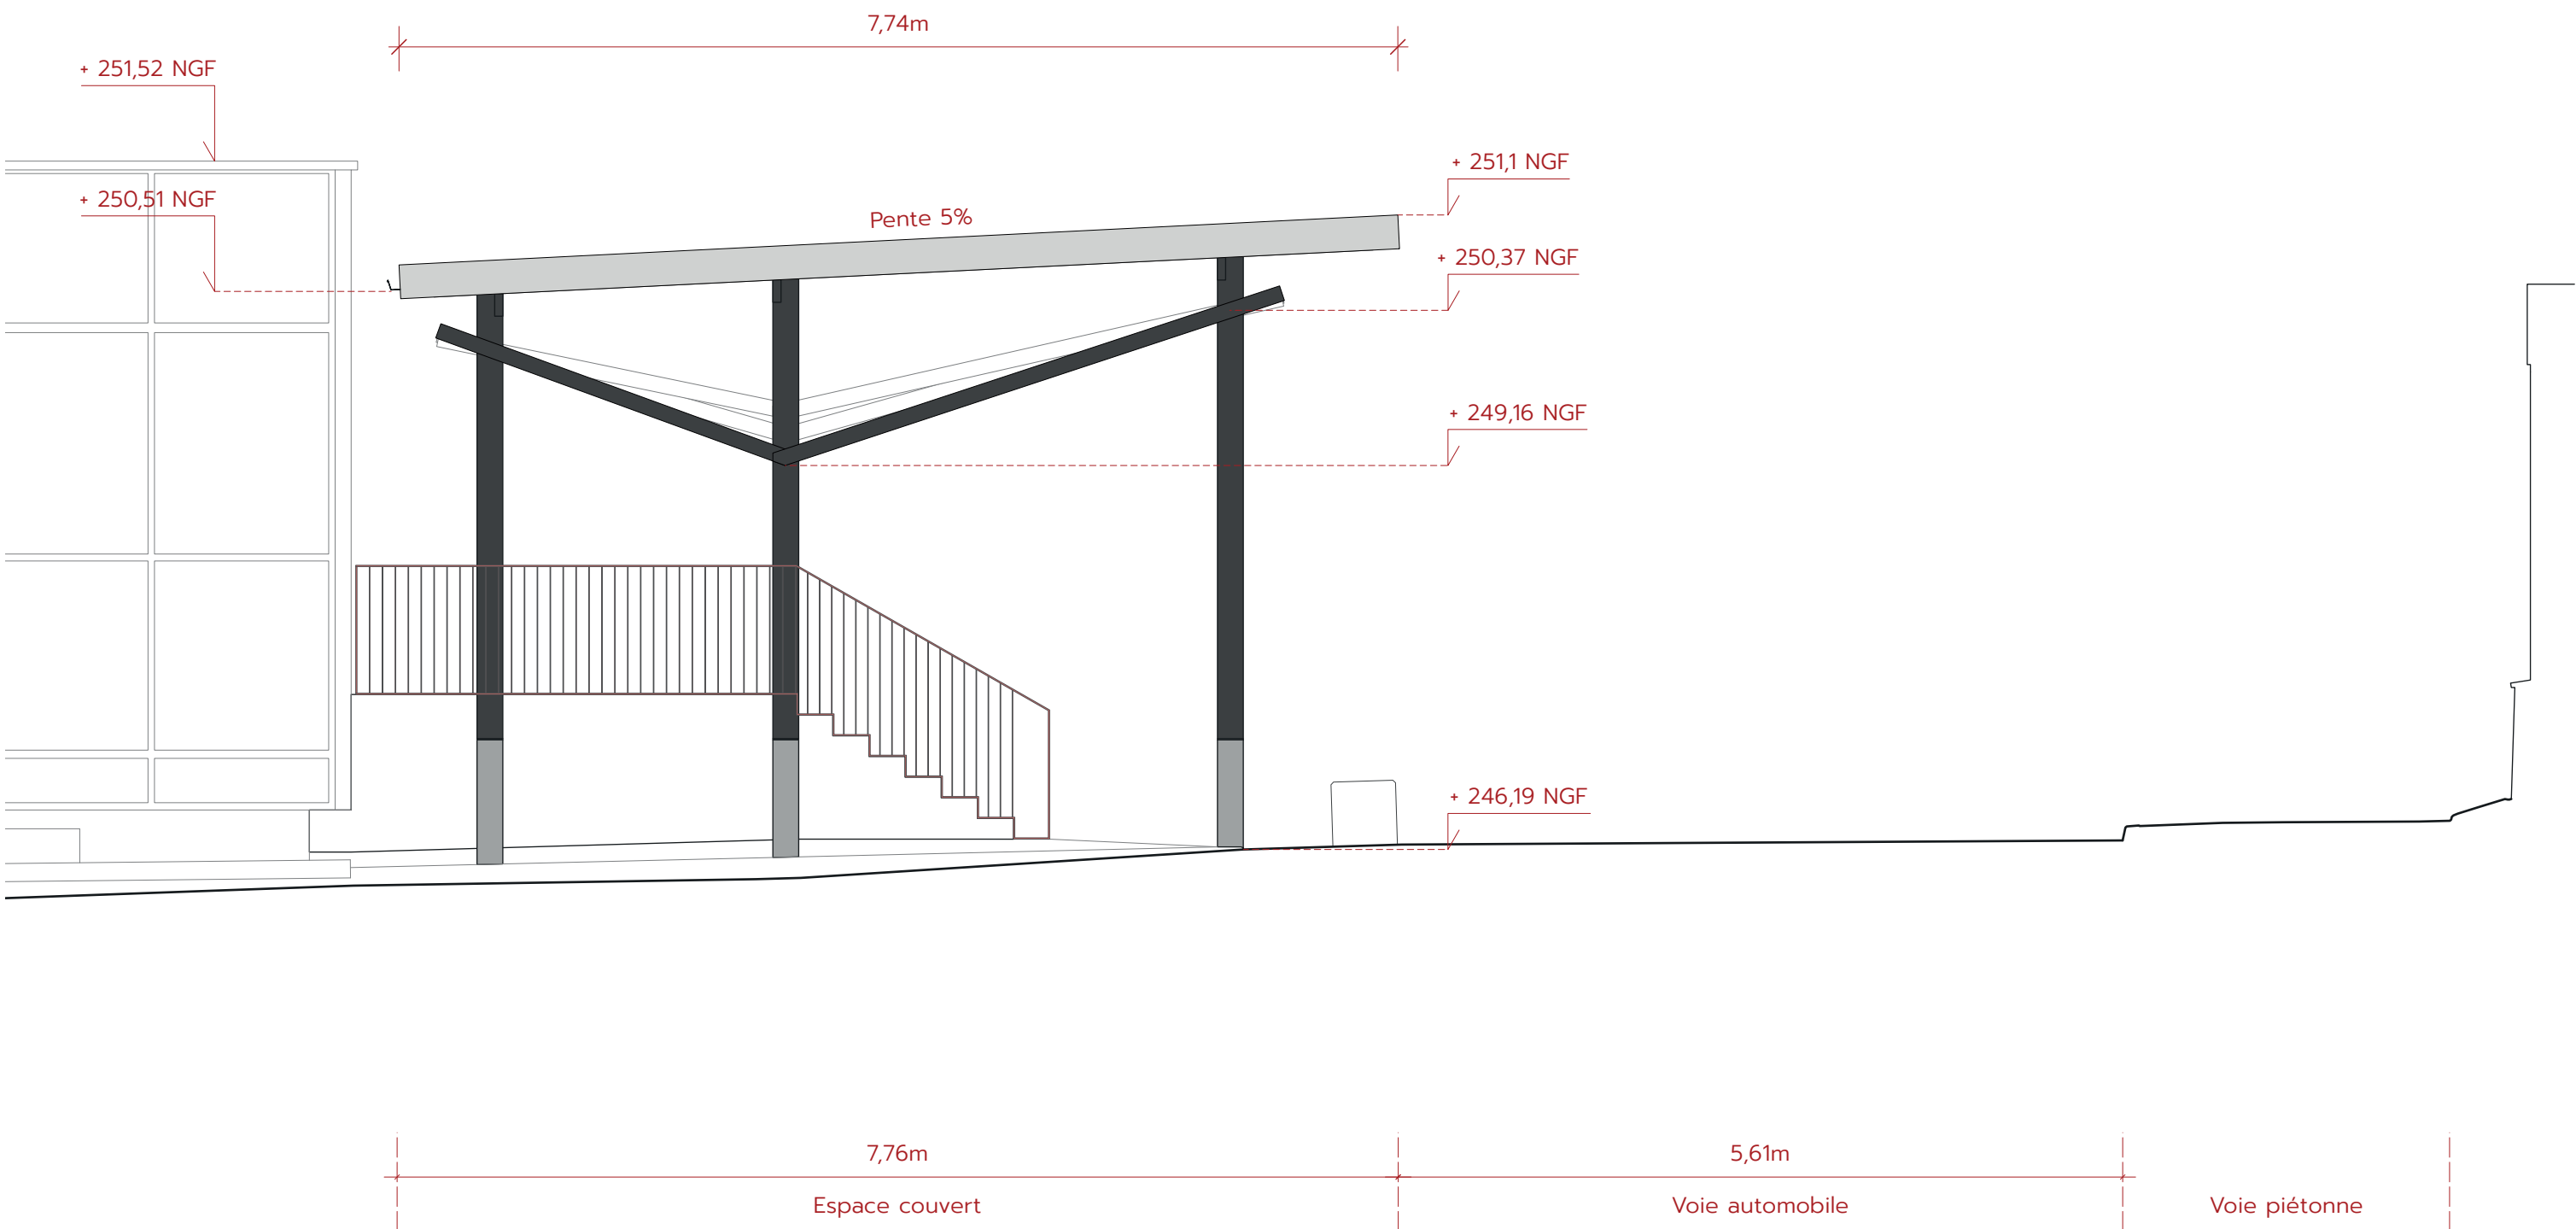 7,74m
+ 251,52 NGF
+ 251,1 NGF
+ 250,51 NGF
Pente 5%
+ 250,37 NGF
+ 249,16 NGF
+ 246,19 NGF
7,76m
5,61m
Espace couvert
Voie automobile
Voie piétonne